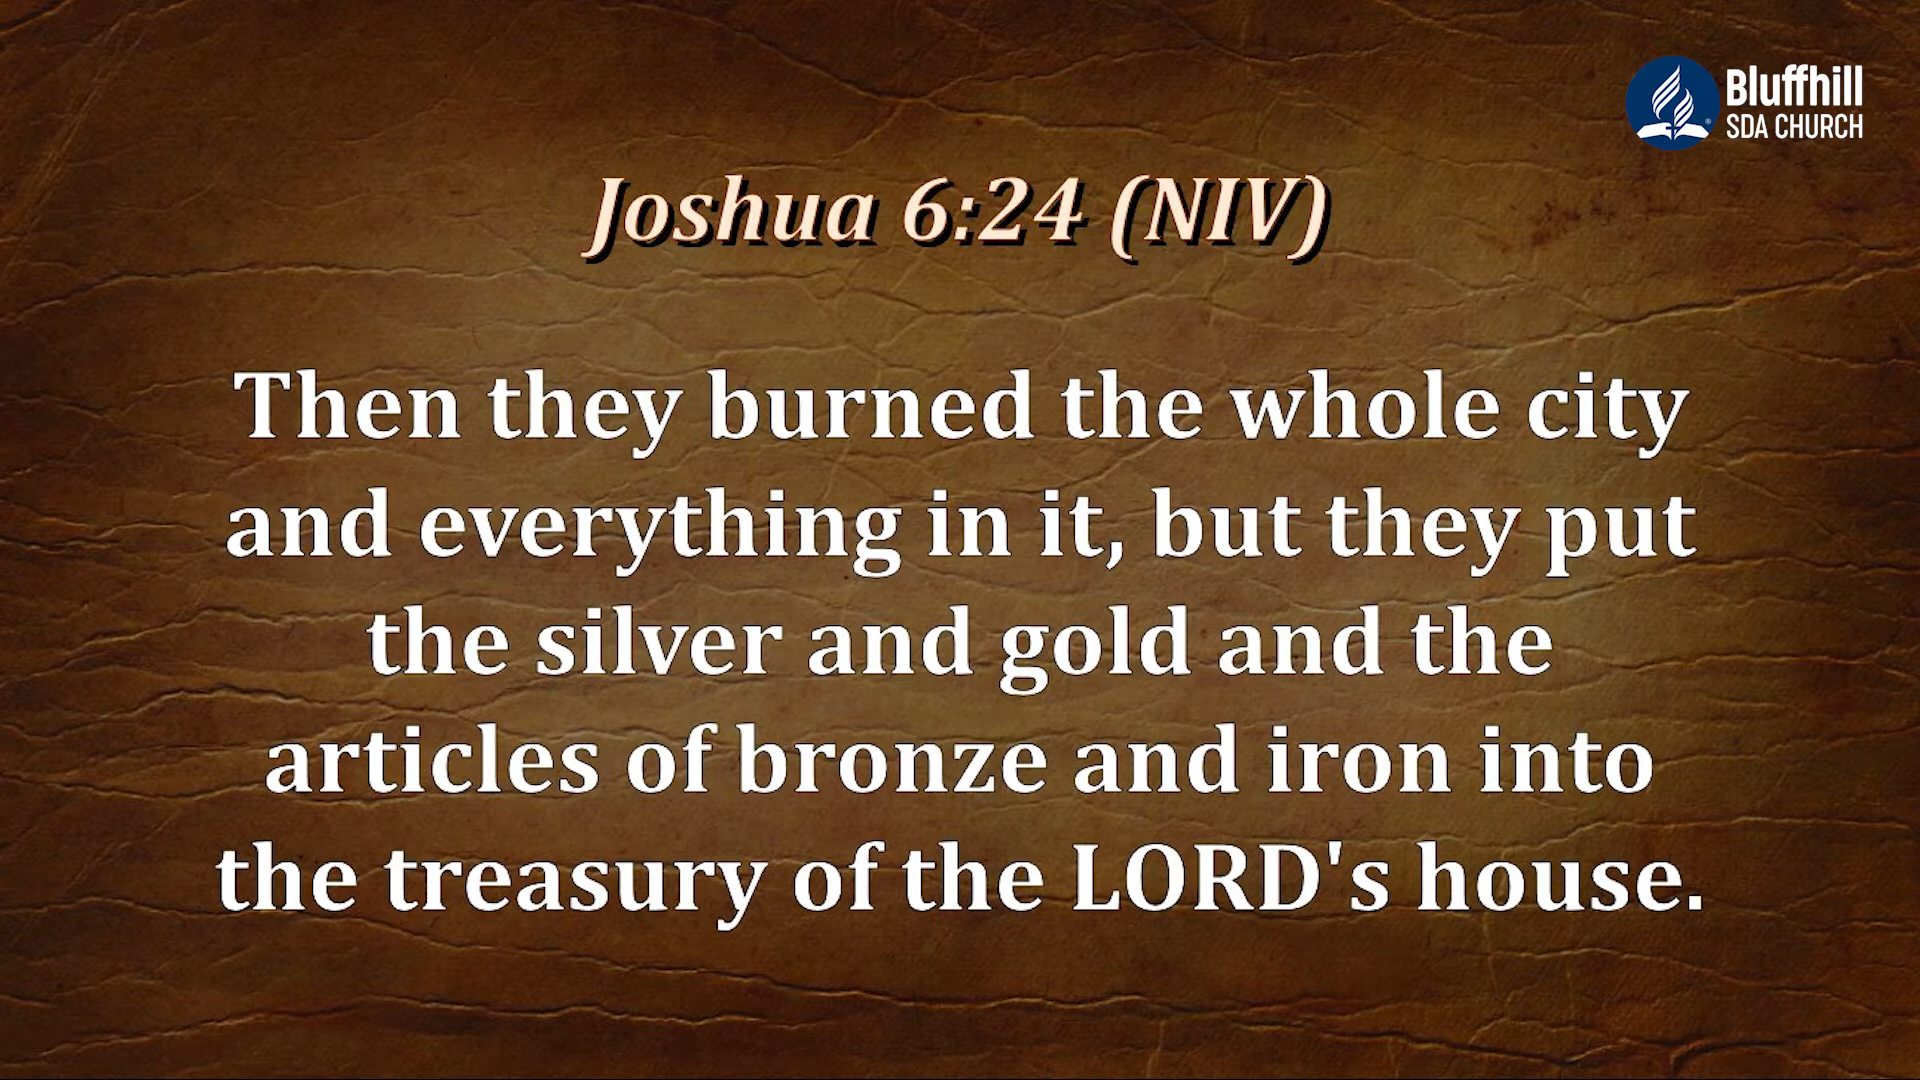 Bluffhill
SDA CHURCH
Joshua 6:24 (NIV)
Then they burned the whole city
and everything in it, but they put
the silver and gold and the
articles of bronze and iron into
the treasury of the LORD's house.